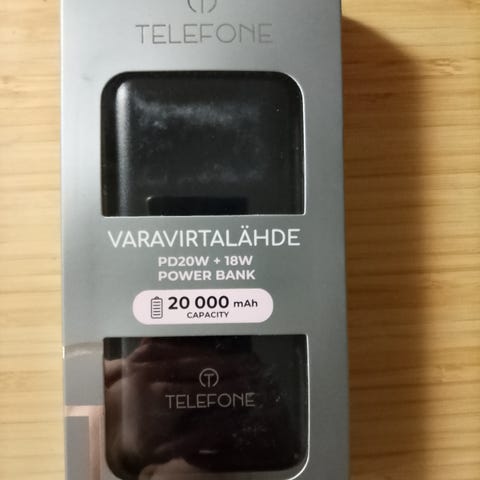 TELEFONE
VARAVIRTALÄHDE
PD20W + 18W
POWER BANK
20 000 mAh
CAPACITY
TELEFONE